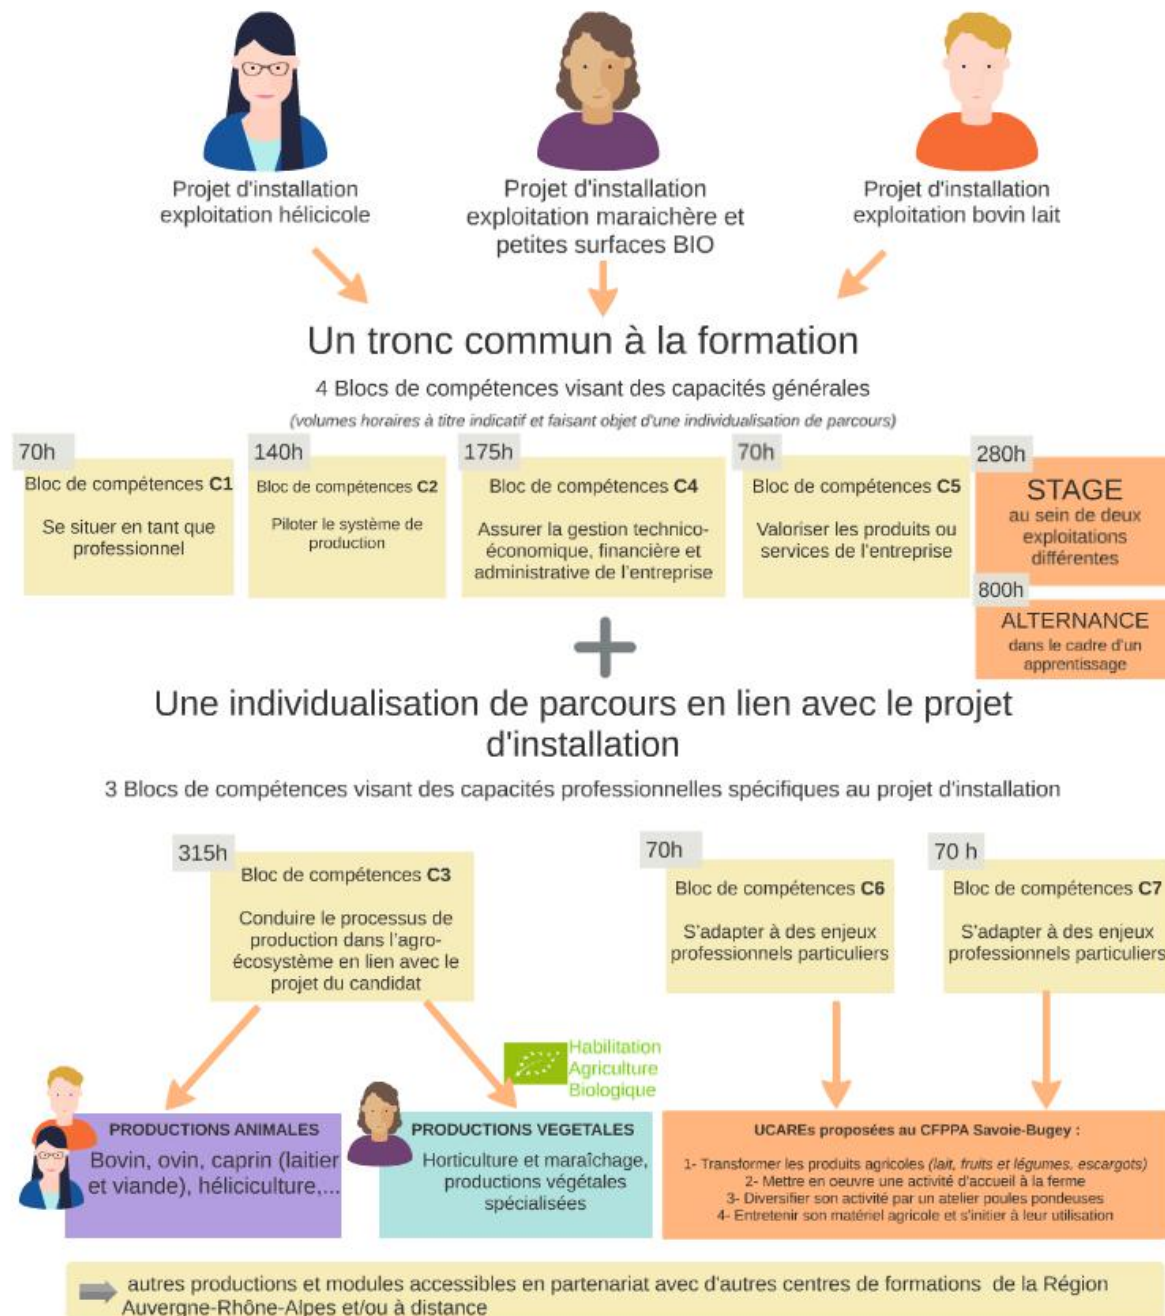 Projet d'installation
exploitation hélicicole
Projet d'installation
exploitation maraichère et
petites surfaces BIO
Projet d'installation
exploitation bovin lait
Un tronc commun à la formation
4 Blocs de compétences visant des capacités générales
(volumes horaires à titre indicatif et faisant objet d'une individualisation de parcours)
70h
Bloc de compétences C1
Se situer en tant que
professionnel
140h
Bloc de compétences C2
Piloter le système de
production
175h
Bloc de compétences C4
Assurer la gestion technico-
économique, financière et
administrative de l'entreprise
70h
Bloc de compétences C5
Valoriser les produits ou
services de l'entreprise
280h
STAGE
au sein de deux
exploitations
différentes
800h
ALTERNANCE
dans le cadre d'un
apprentissage
Une individualisation de parcours en lien avec le projet
d'installation
3 Blocs de compétences visant des capacités professionnelles spécifiques au projet d'installation
315h
Bloc de compétences C3
Conduire le processus de
production dans l'agro-
écosystème en lien avec le
projet du candidat
70h
Bloc de compétences C6
S'adapter à des enjeux
professionnels particuliers
70 h
Bloc de compétences C7
S'adapter à des enjeux
professionnels particuliers
Habilitation
Agriculture
Biologique
PRODUCTIONS ANIMALES
Bovin, ovin, caprin (laitier
et viande), héliciculture,...
PRODUCTIONS VEGETALES
Horticulture et maraîchage,
productions végétales
spécialisées
UCAREs proposées au CFPPA Savoie-Bugey :
1- Transformer les produits agricoles (lait, fruits et légumes, escargots)
2- Mettre en oeuvre une activité d'accueil à la ferme
3- Diversifier son activité par un atelier poules pondeuses
4- Entretenir son matériel agricole et s'initier à leur utilisation
autres productions et modules accessibles en partenariat avec d'autres centres de formations de la Région
Auvergne-Rhône-Alpes et/ou à distance